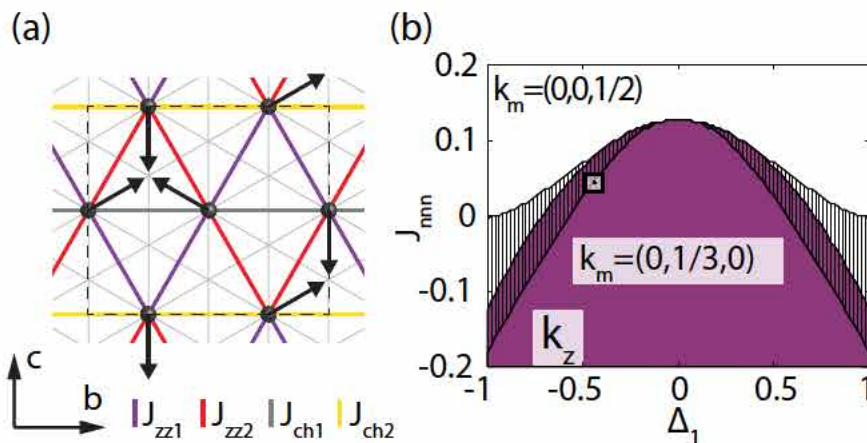 (a)
c
b
J_zz1 J_zz2 J_ch1 J_ch2
(b)
J_nnn
0.2
0.1
0
-0.1
-0.2
k_m=(0,0,1/2)
k_m=(0,1/3,0)
k_z
-1 -0.5 0 0.5 1
Δ_1